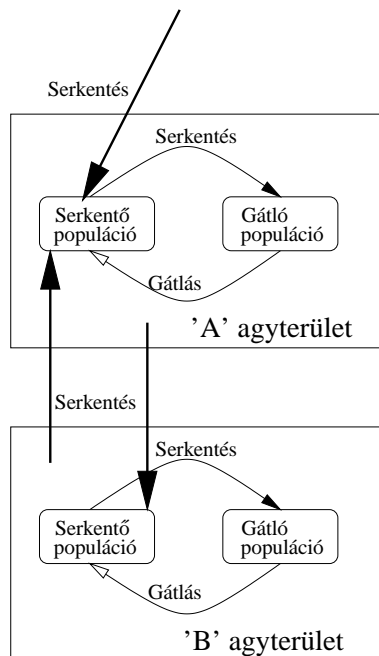 Serkentés
Serkentés
Serkentő
populáció
Gátló
populáció
Gátlás
'A' agyterület
Serkentés
Serkentés
Serkentő
populáció
Gátló
populáció
Gátlás
'B' agyterület